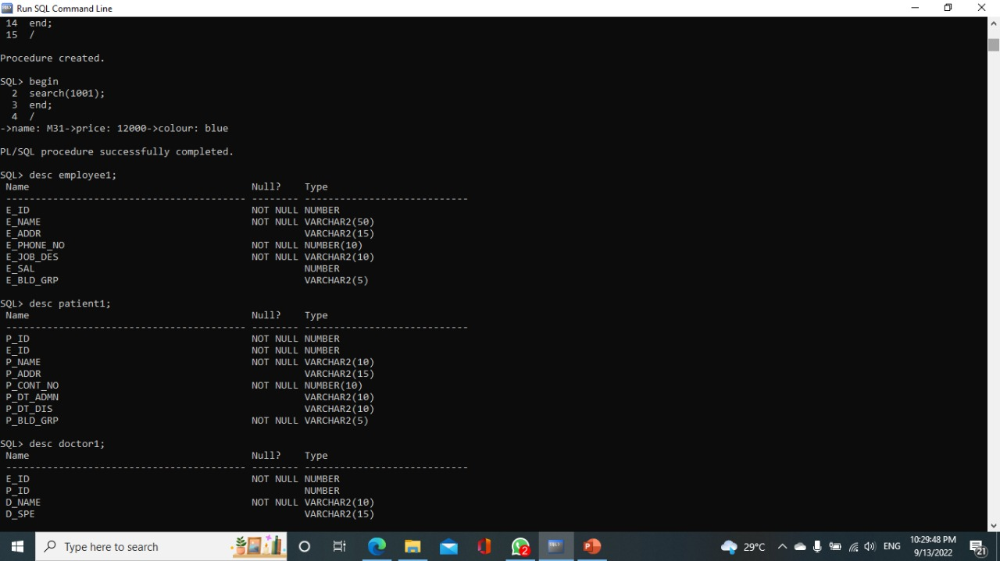 Run SQL Command Line
14  end;
15  /
Procedure created.
SQL> begin
2  search(1001);
3  end;
4  /
->name: M31->price: 12000->colour: blue
PL/SQL procedure successfully completed.
SQL> desc employee1;
Name                                      Null?    Type
----------------------------------------- -------- ----------------------------
E_ID                                      NOT NULL NUMBER
E_NAME                                    NOT NULL VARCHAR2(50)
E_ADDR                                             VARCHAR2(15)
E_PHONE_NO                                NOT NULL NUMBER(10)
E_JOB_DES                                 NOT NULL VARCHAR2(10)
E_SAL                                              NUMBER
E_BLD_GRP                                          VARCHAR2(5)
SQL> desc patient1;
Name                                      Null?    Type
----------------------------------------- -------- ----------------------------
P_ID                                      NOT NULL NUMBER
E_ID                                      NOT NULL NUMBER
P_NAME                                    NOT NULL VARCHAR2(10)
P_ADDR                                             VARCHAR2(15)
P_CONT_NO                                 NOT NULL NUMBER(10)
P_DT_ADMN                                          VARCHAR2(10)
P_DT_DIS                                           VARCHAR2(10)
P_BLD_GRP                                 NOT NULL VARCHAR2(5)
SQL> desc doctor1;
Name                                      Null?    Type
----------------------------------------- -------- ----------------------------
E_ID                                      NOT NULL NUMBER
P_ID                                               NUMBER
D_NAME                                    NOT NULL VARCHAR2(10)
D_SPE                                              VARCHAR2(15)
Type here to search
2
29°C
ENG
10:29:48 PM
9/13/2022
21